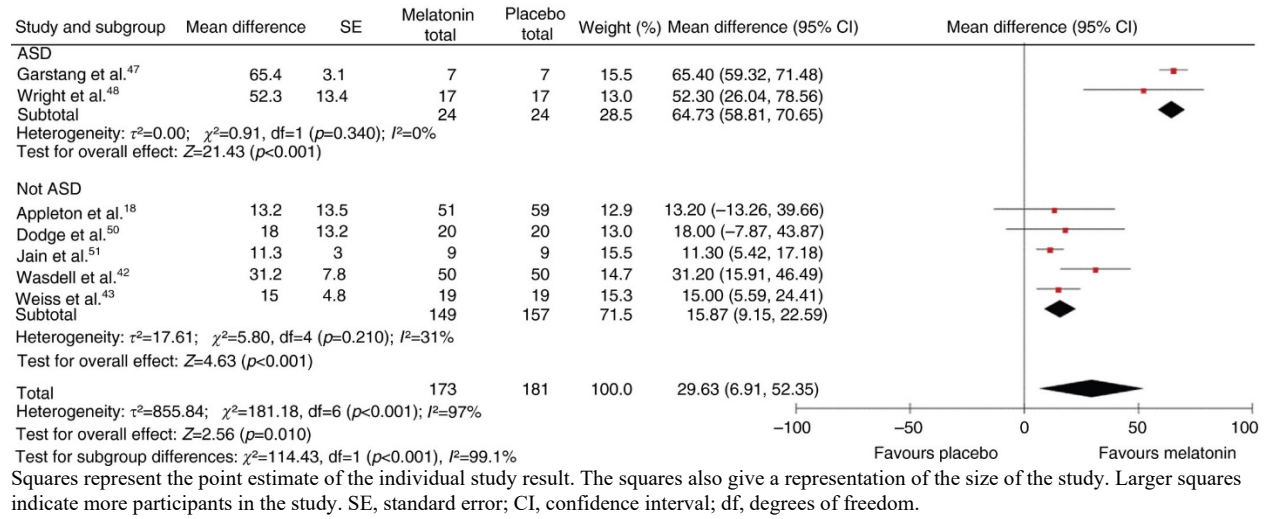 Study and subgroup Mean difference SE Melatonin total Placebo total Weight (%) Mean difference (95% CI) Mean difference (95% CI)
ASD
Garstang et al.47 65.4 3.1 7 7 15.5 65.40 (59.32, 71.48)
Wright et al.48 52.3 13.4 17 17 13.0 52.30 (26.04, 78.56)
Subtotal 24 24 28.5 64.73 (58.81, 70.65)
Heterogeneity: τ²=0.00; χ²=0.91, df=1 (p=0.340); I²=0%
Test for overall effect: Z=21.43 (p<0.001)
Not ASD
Appleton et al.18 13.2 13.5 51 59 12.9 13.20 (–13.26, 39.66)
Dodge et al.50 18 13.2 20 20 13.0 18.00 (–7.87, 43.87)
Jain et al.51 11.3 3 9 9 15.5 11.30 (5.42, 17.18)
Wasdell et al.42 31.2 7.8 50 50 14.7 31.20 (15.91, 46.49)
Weiss et al.43 15 4.8 19 19 15.3 15.00 (5.59, 24.41)
Subtotal 149 157 71.5 15.87 (9.15, 22.59)
Heterogeneity: τ²=17.61; χ²=5.80, df=4 (p=0.210); I²=31%
Test for overall effect: Z=4.63 (p<0.001)
Total 173 181 100.0 29.63 (6.91, 52.35)
Heterogeneity: τ²=855.84; χ²=181.18, df=6 (p<0.001); I²=97%
Test for overall effect: Z=2.56 (p=0.010)
Test for subgroup differences: χ²=114.43, df=1 (p<0.001), I²=99.1%
–100 –50 0 50 100
Favours placebo Favours melatonin
Squares represent the point estimate of the individual study result. The squares also give a representation of the size of the study. Larger squares
indicate more participants in the study. SE, standard error; CI, confidence interval; df, degrees of freedom.